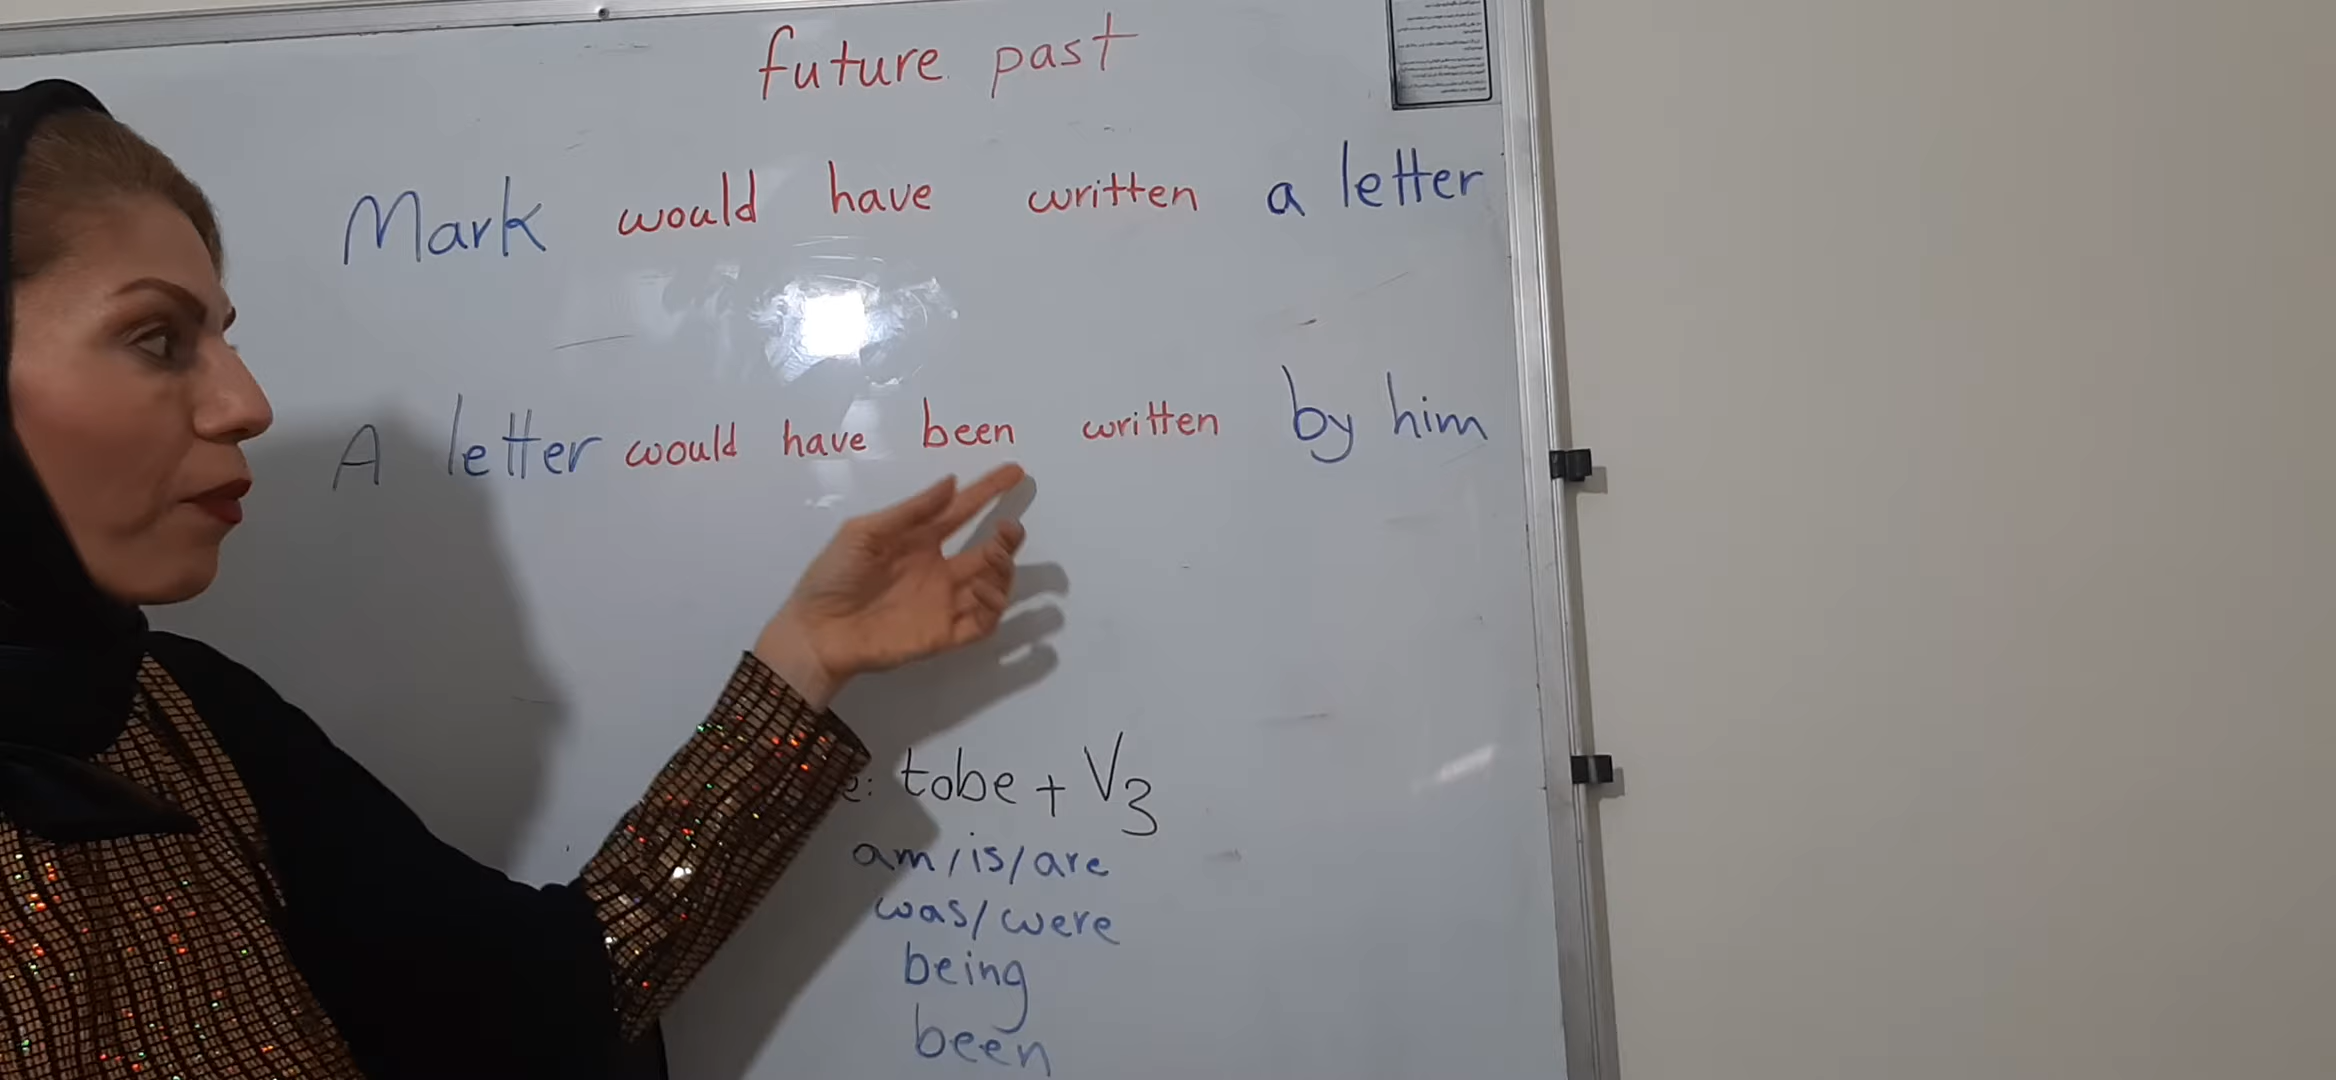 future past
Mark would have written a letter
A letter would have been written by him
e: tobe + V3
am/is/are
was/were
being
been